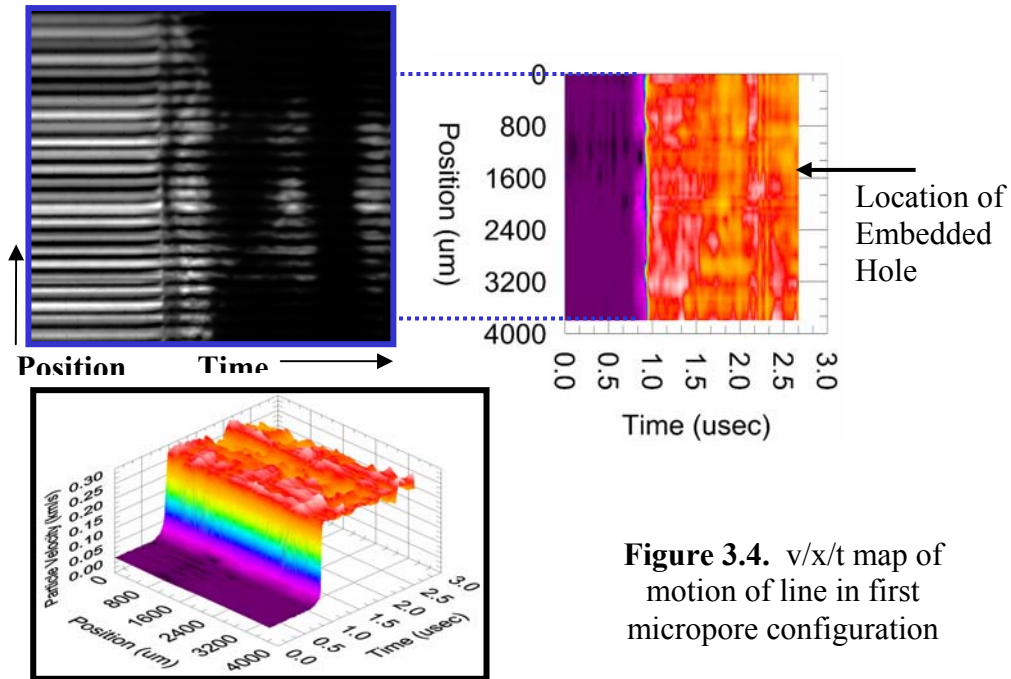 Position
Time
0
800
1600
2400
3200
4000
Position (um)
0.0
0.5
1.0
1.5
2.0
2.5
3.0
Time (usec)
Location of
Embedded
Hole
0.30
0.25
0.20
0.15
0.10
0.05
0.00
Particle Velocity (km/s)
0
800
1600
2400
3200
4000
Position (um)
0.0
0.5
1.0
1.5
2.0
2.5
3.0
Time (usec)
Figure 3.4. v/x/t map of
motion of line in first
micropore configuration